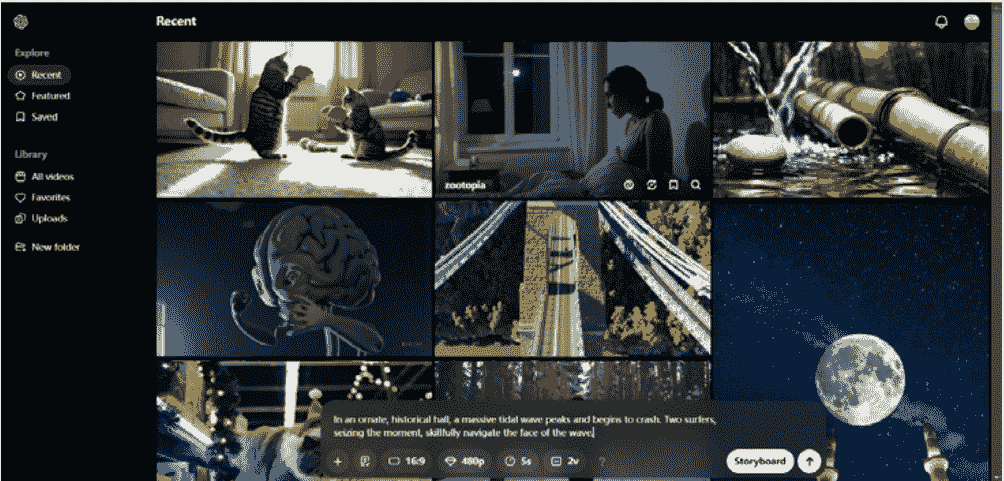 Recent
Explore
Recent
Featured
Saved
Library
All videos
Favorites
Uploads
New folder
zootopia
In an ornate, historical hall, a massive tidal wave peaks and begins to crash. Two surfers,
seizing the moment, skillfully navigate the face of the wave.
16:9
480p
5s
2v
?
Storyboard